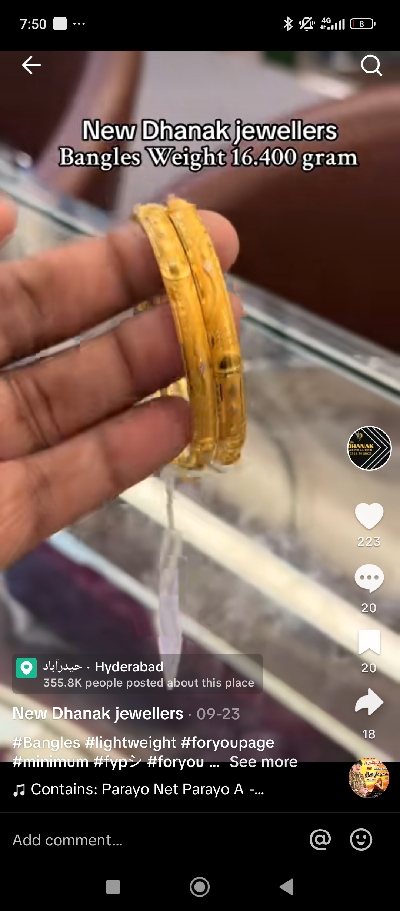 7:50
4G
8
New Dhanak jewellers
Bangles Weight 16.400 gram
DHANAK
223
20
20
حیدرآباد · Hyderabad
355.8K people posted about this place
18
New Dhanak jewellers · 09-23
#Bangles #lightweight #foryoupage
#minimum #fypシ #foryou ... See more
♫ Contains: Parayo Net Parayo A -...
Add comment...
@